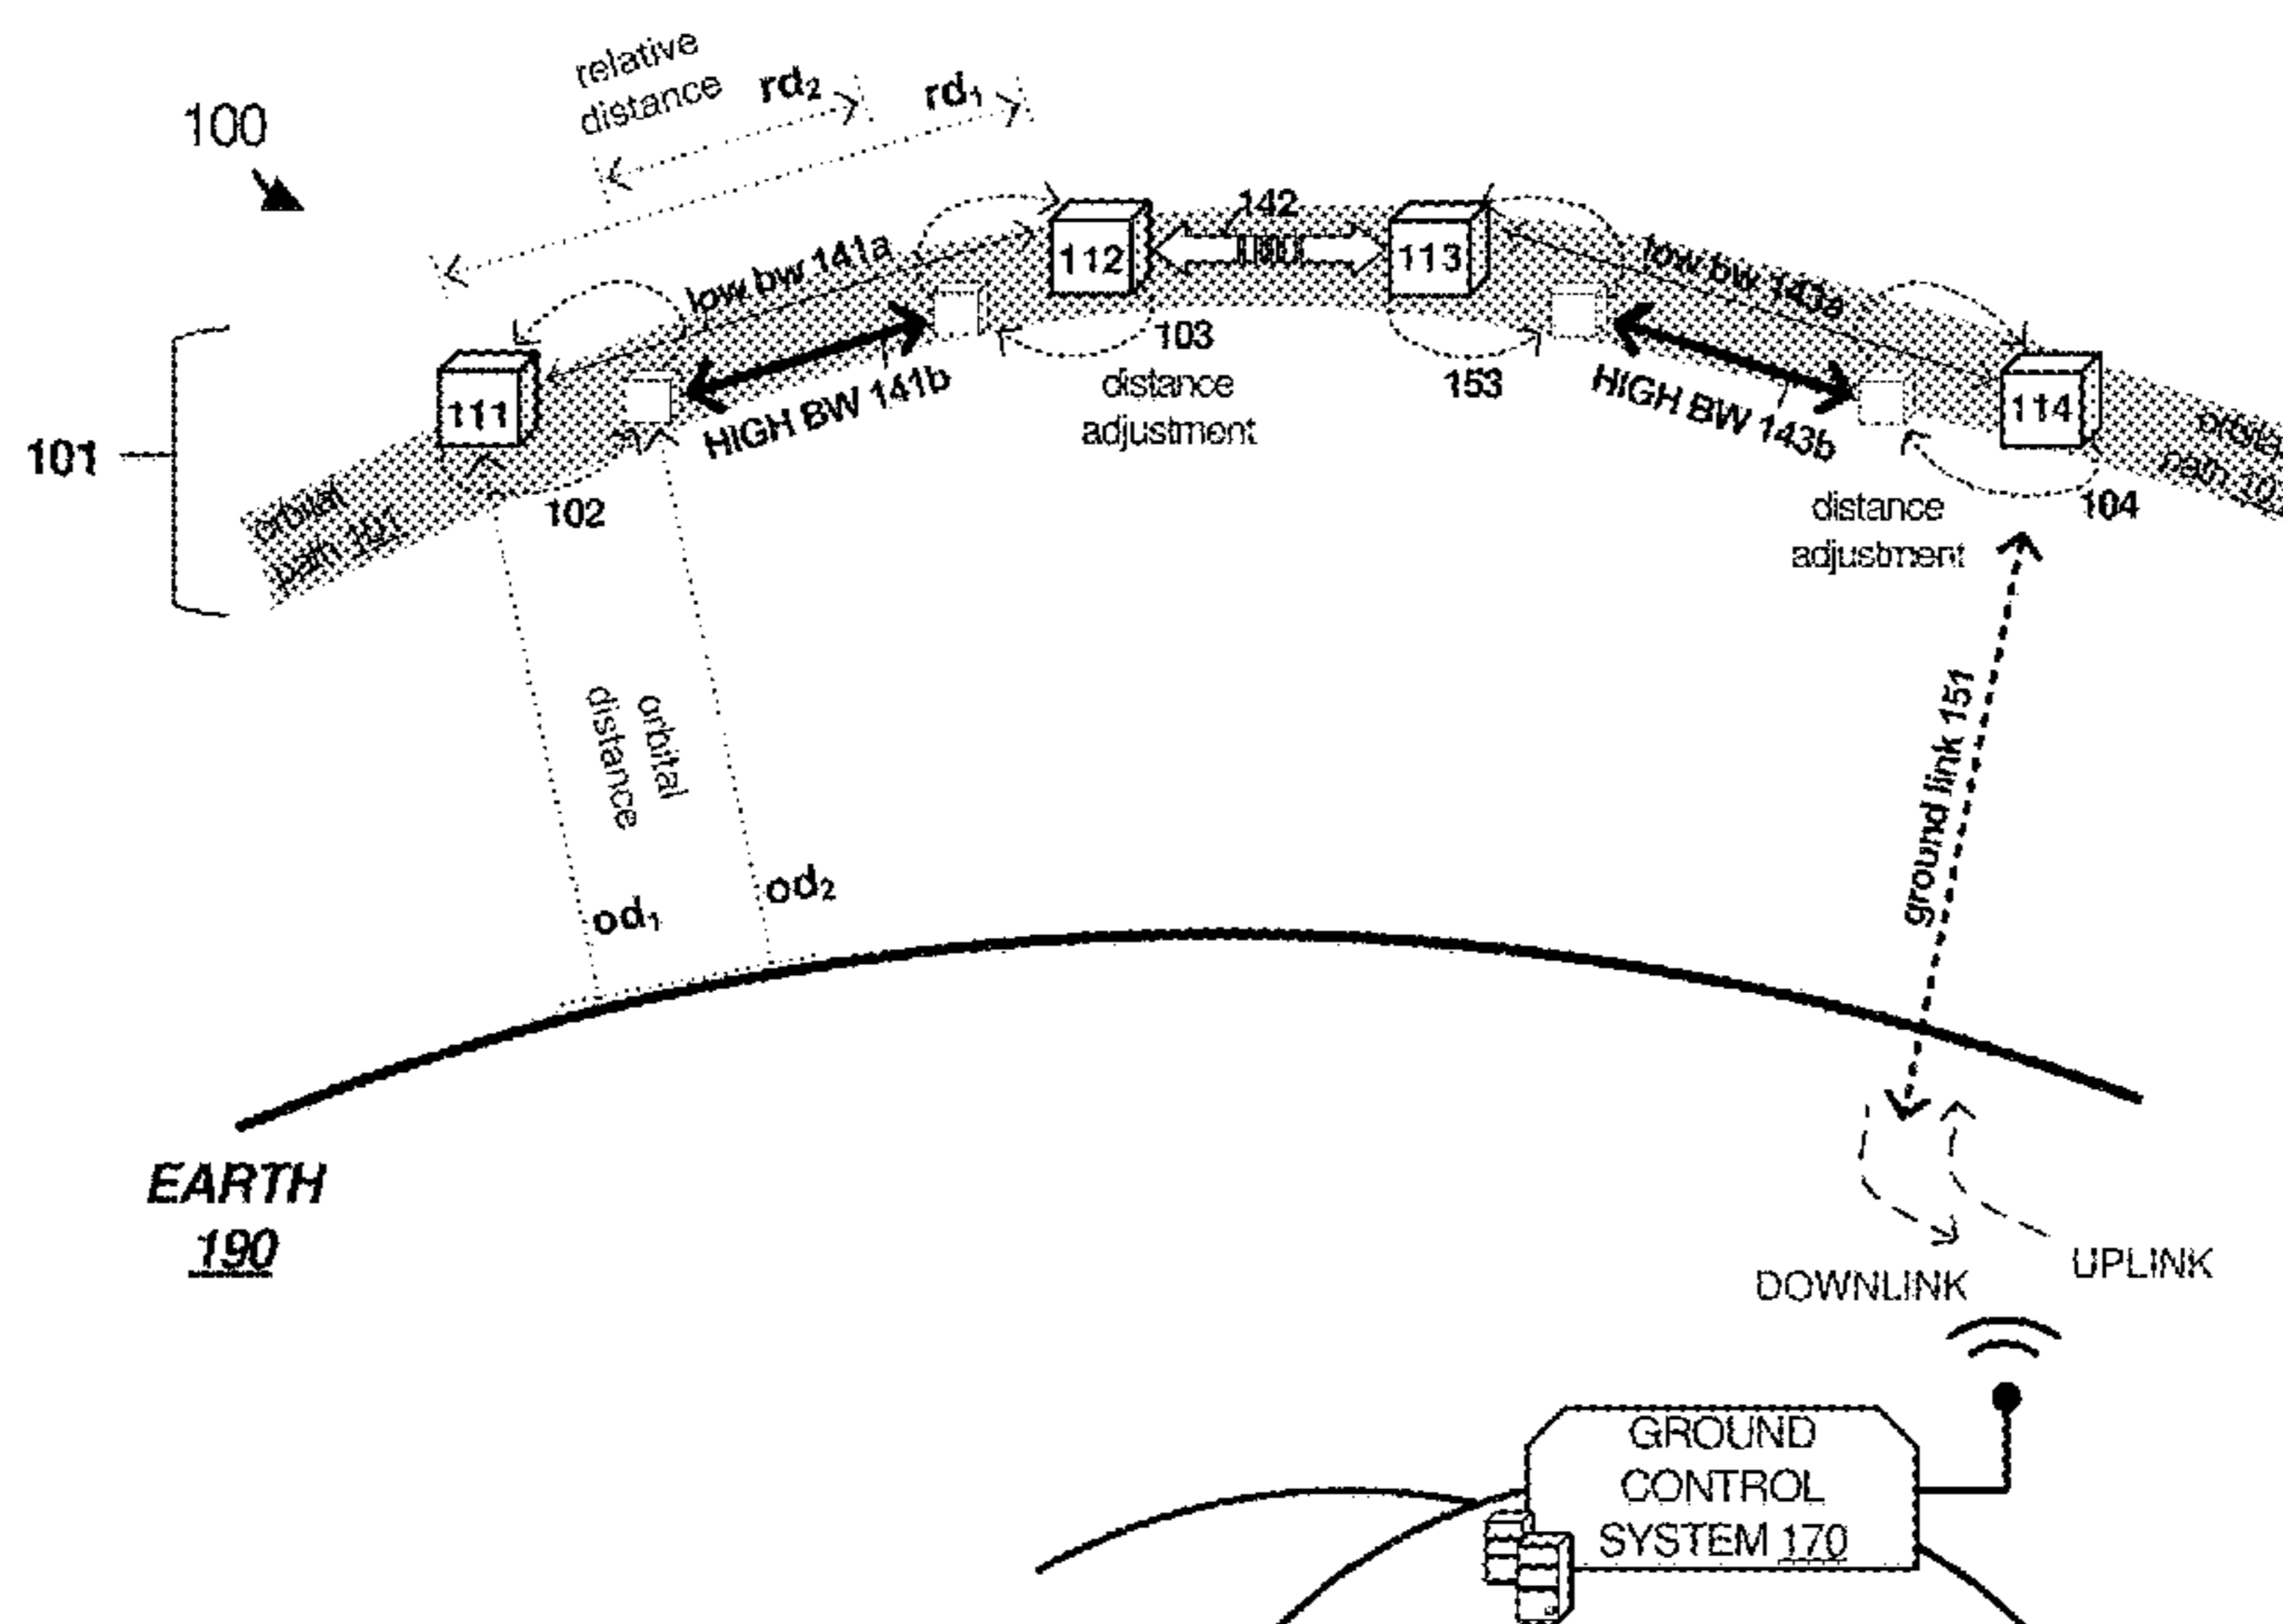 relative
distance
rd₂
rd₁
100
142
low bw 141a
112
113
low bw 143a
103
distance
adjustment
153
111
HIGH BW 141b
HIGH BW 143b
114
101
orbital
path 101
102
distance
adjustment
104
orbital
distance
ground link 151
od₁
od₂
EARTH
190
DOWNLINK
UPLINK
GROUND
CONTROL
SYSTEM 170